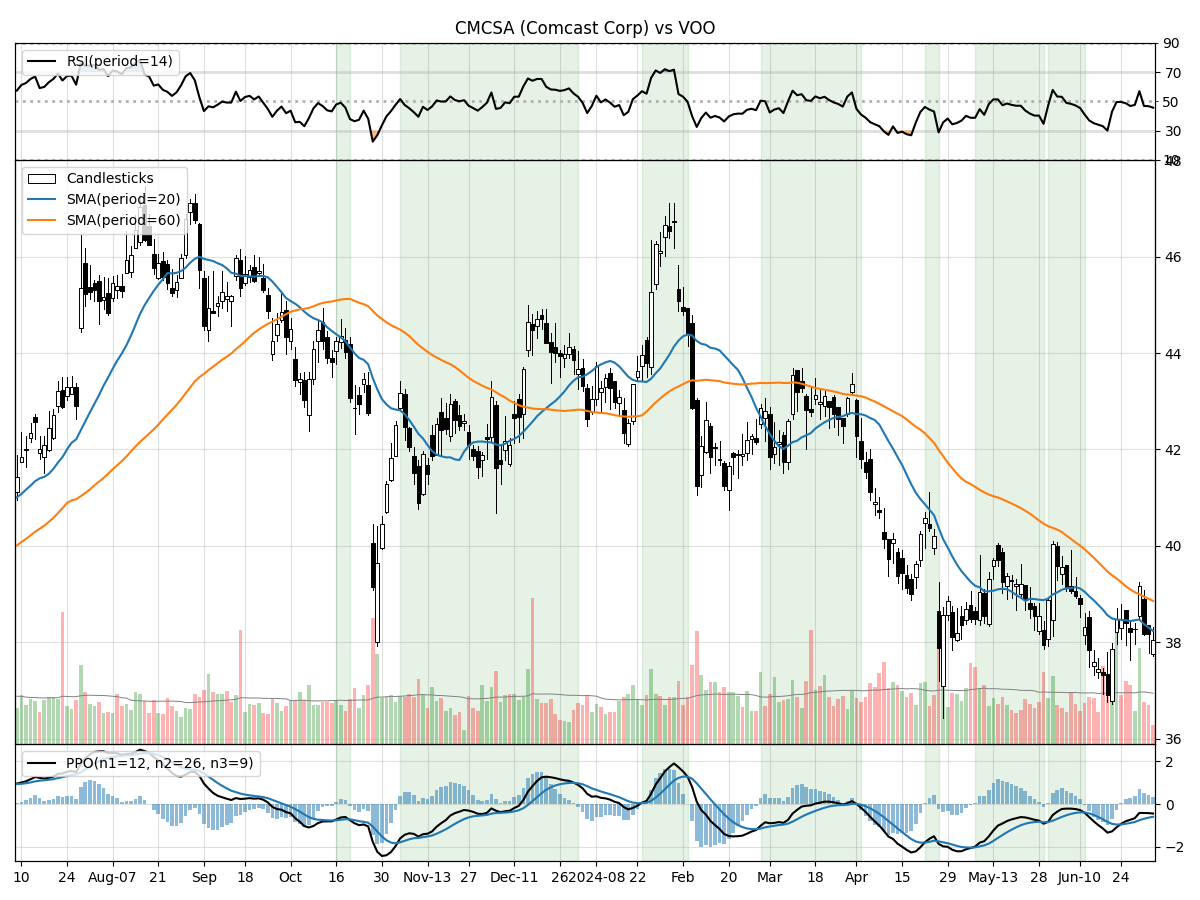 CMCSA (Comcast Corp) vs VOO
RSI(period=14)
90
70
50
30
10
48
Candlesticks
SMA(period=20)
SMA(period=60)
46
44
42
40
38
36
PPO(n1=12, n2=26, n3=9)
2
0
−2
10 24 Aug-07 21 Sep 18 Oct 16 30 Nov-13 27 Dec-11 26 2024-08 22 Feb 20 Mar 18 Apr 15 29 May-13 28 Jun-10 24